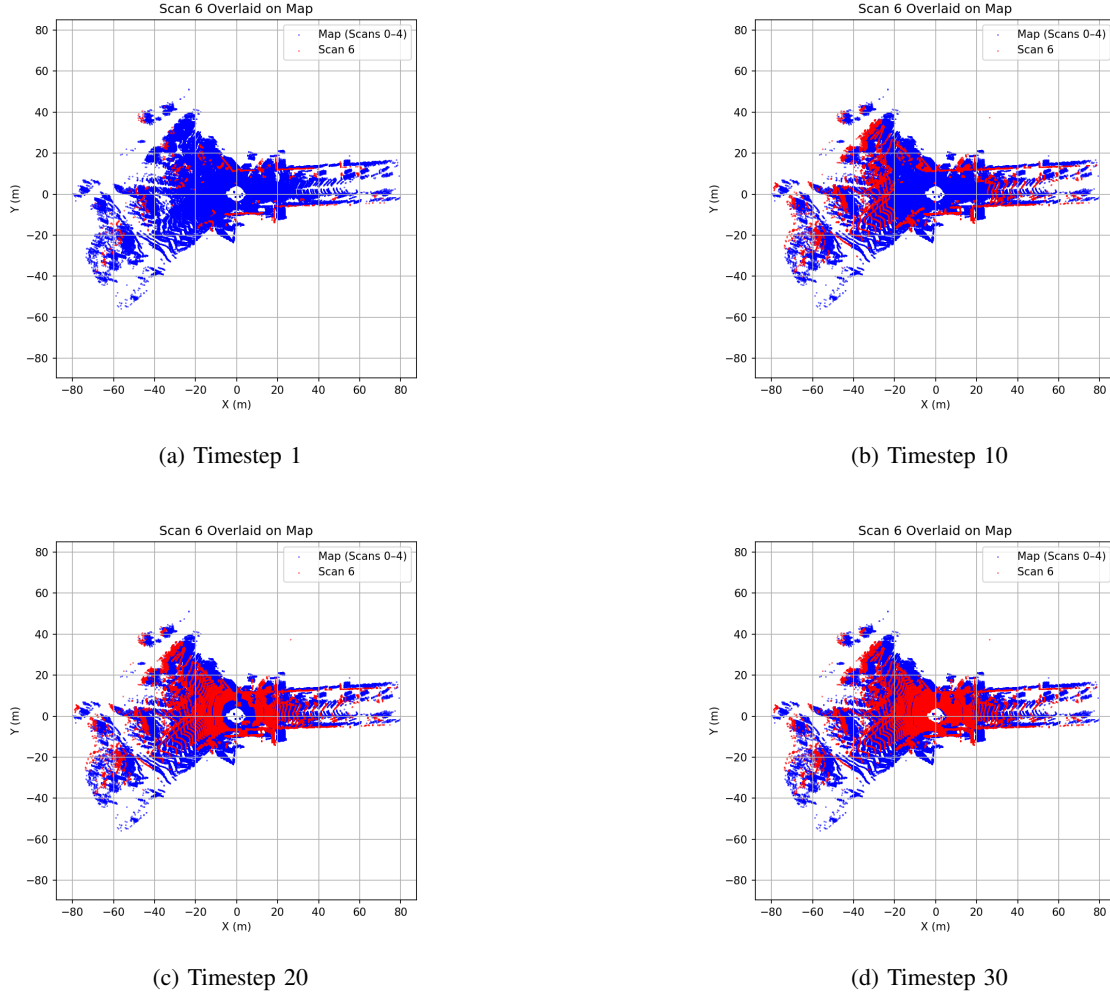 Scan 6 Overlaid on Map
Map (Scans 0–4)
Scan 6
80
60
40
20
0
−20
−40
−60
−80
Y (m)
−80 −60 −40 −20 0 20 40 60 80
X (m)
(a) Timestep 1
Scan 6 Overlaid on Map
Map (Scans 0–4)
Scan 6
80
60
40
20
0
−20
−40
−60
−80
Y (m)
−80 −60 −40 −20 0 20 40 60 80
X (m)
(b) Timestep 10
Scan 6 Overlaid on Map
Map (Scans 0–4)
Scan 6
80
60
40
20
0
−20
−40
−60
−80
Y (m)
−80 −60 −40 −20 0 20 40 60 80
X (m)
(c) Timestep 20
Scan 6 Overlaid on Map
Map (Scans 0–4)
Scan 6
80
60
40
20
0
−20
−40
−60
−80
Y (m)
−80 −60 −40 −20 0 20 40 60 80
X (m)
(d) Timestep 30